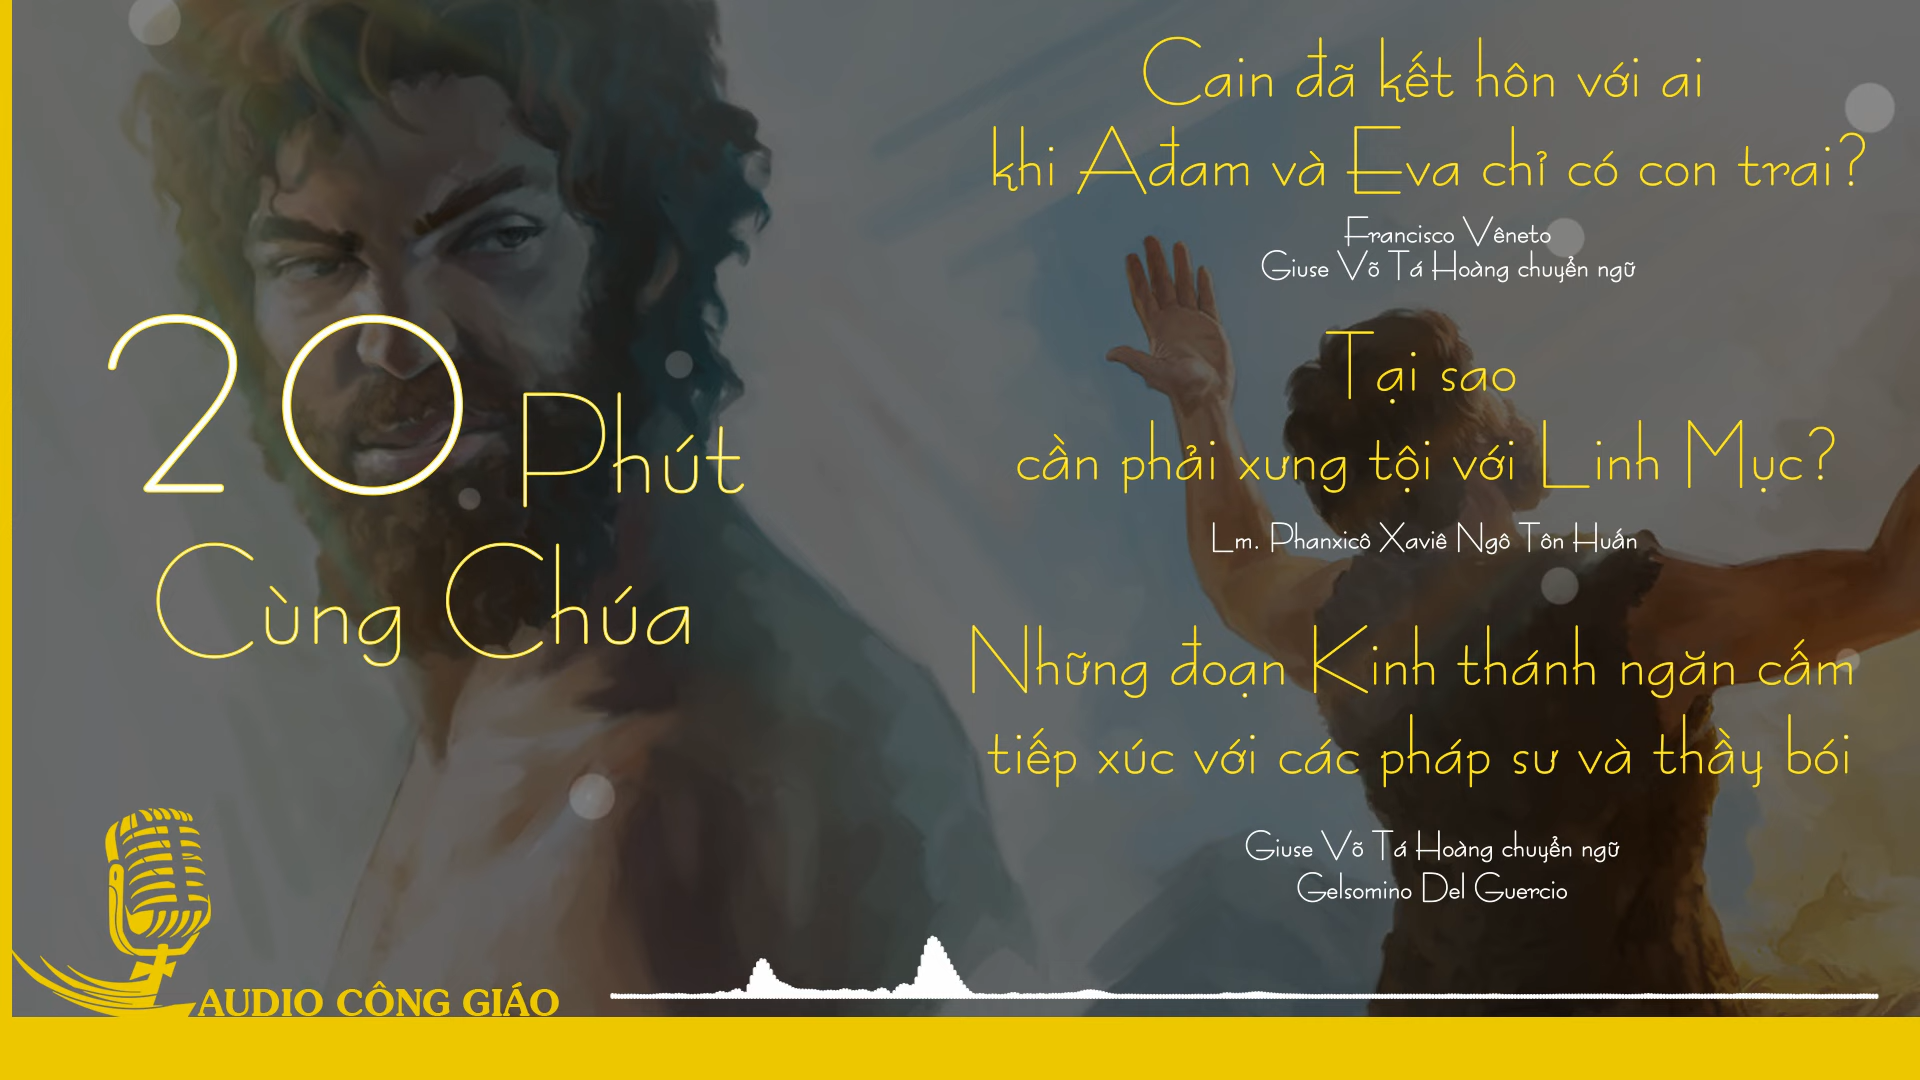 20 Phút
Cùng Chúa
Cain đã kết hôn với ai
khi Ađam và Eva chỉ có con trai?
Francisco Vêneto
Giuse Võ Tá Hoàng chuyển ngữ
Tại sao
cần phải xưng tội với Linh Mục?
Lm. Phanxicô Xaviê Ngô Tôn Huấn
Những đoạn Kinh thánh ngăn cấm
tiếp xúc với các pháp sư và thầy bói
Giuse Võ Tá Hoàng chuyển ngữ
Gelsomino Del Guercio
AUDIO CÔNG GIÁO